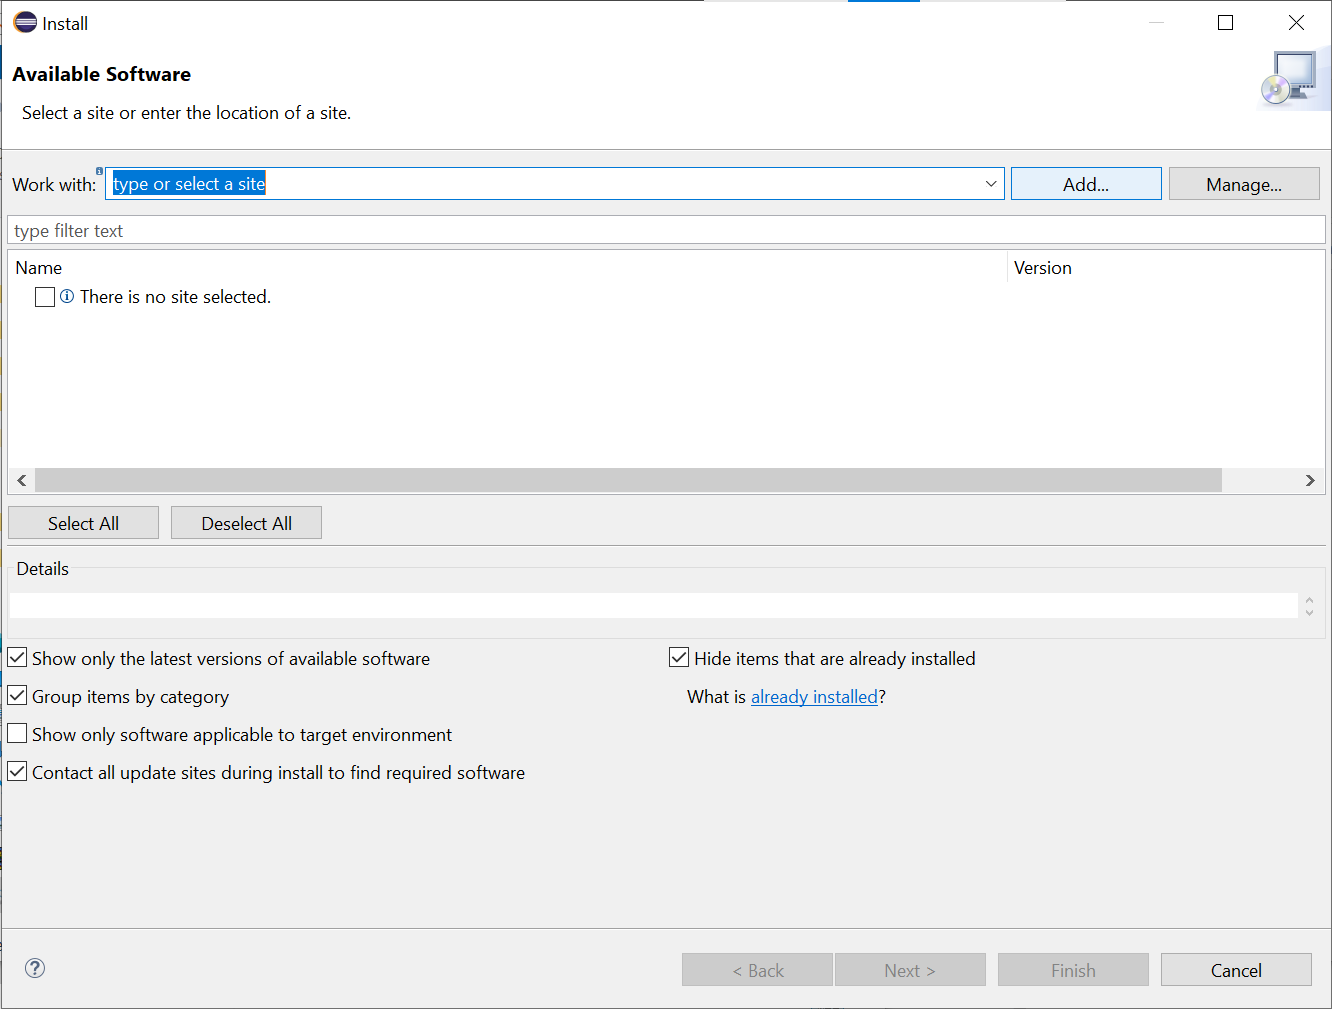 Install
Available Software
Select a site or enter the location of a site.
Work with: type or select a site Add... Manage...
type filter text
Name Version
There is no site selected.
Select All Deselect All
Details
Show only the latest versions of available software Hide items that are already installed
Group items by category What is already installed?
Show only software applicable to target environment
Contact all update sites during install to find required software
< Back Next > Finish Cancel